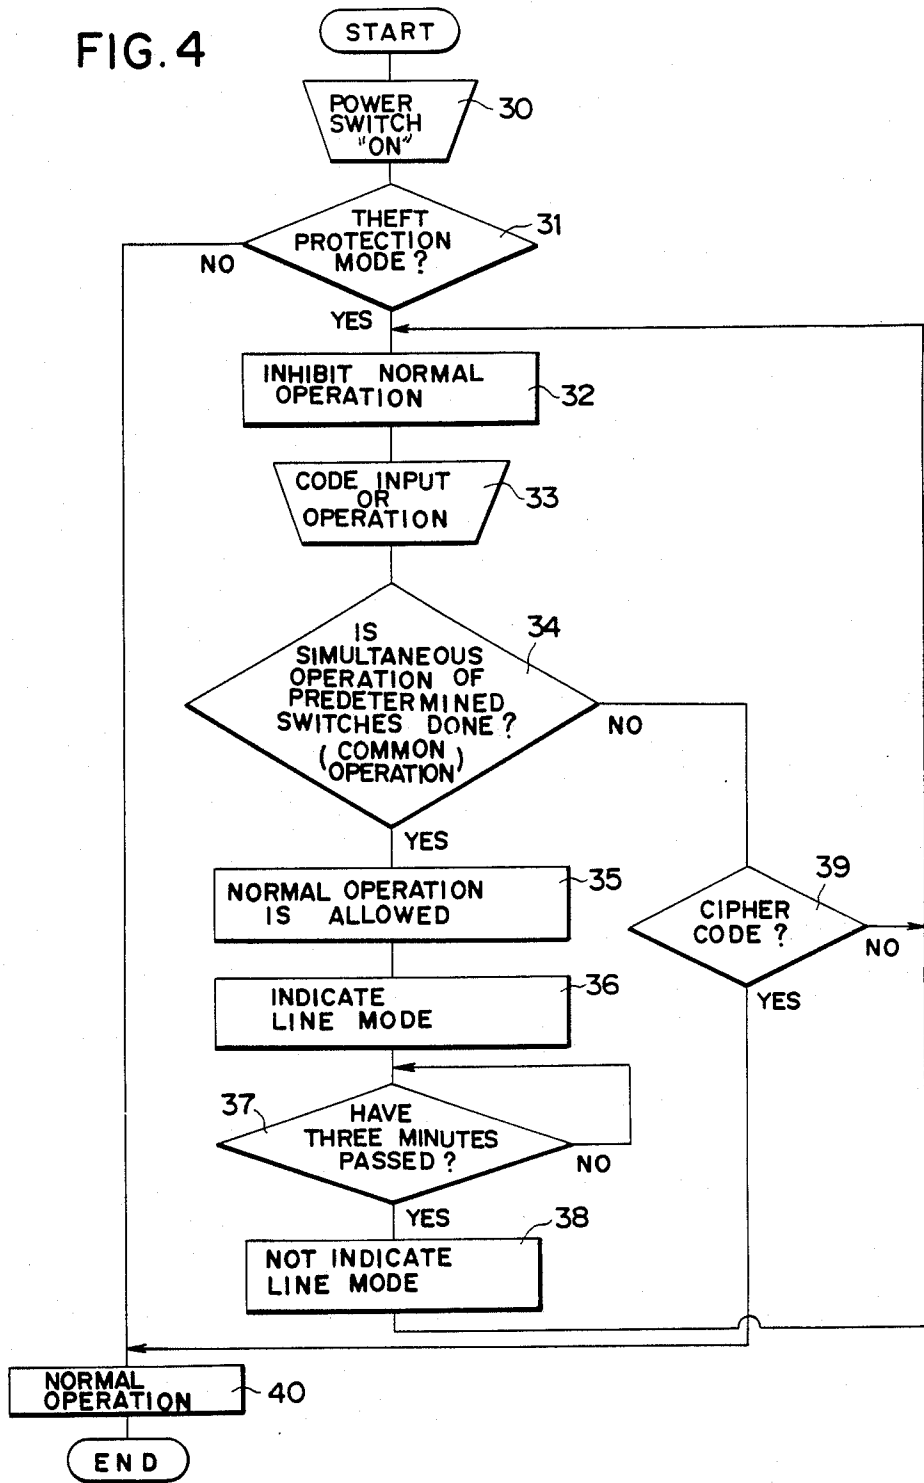 FIG. 4
START
POWER
SWITCH
"ON"
30
THEFT
PROTECTION
MODE?
31
NO
YES
INHIBIT NORMAL
OPERATION
32
CODE INPUT
OR
OPERATION
33
IS
SIMULTANEOUS
OPERATION OF
PREDETERMINED
SWITCHES DONE?
(COMMON
OPERATION)
34
NO
YES
NORMAL OPERATION
IS ALLOWED
35
CIPHER
CODE?
39
NO
YES
INDICATE
LINE MODE
36
HAVE
THREE MINUTES
PASSED?
37
NO
YES
NOT INDICATE
LINE MODE
38
NORMAL
OPERATION
40
END